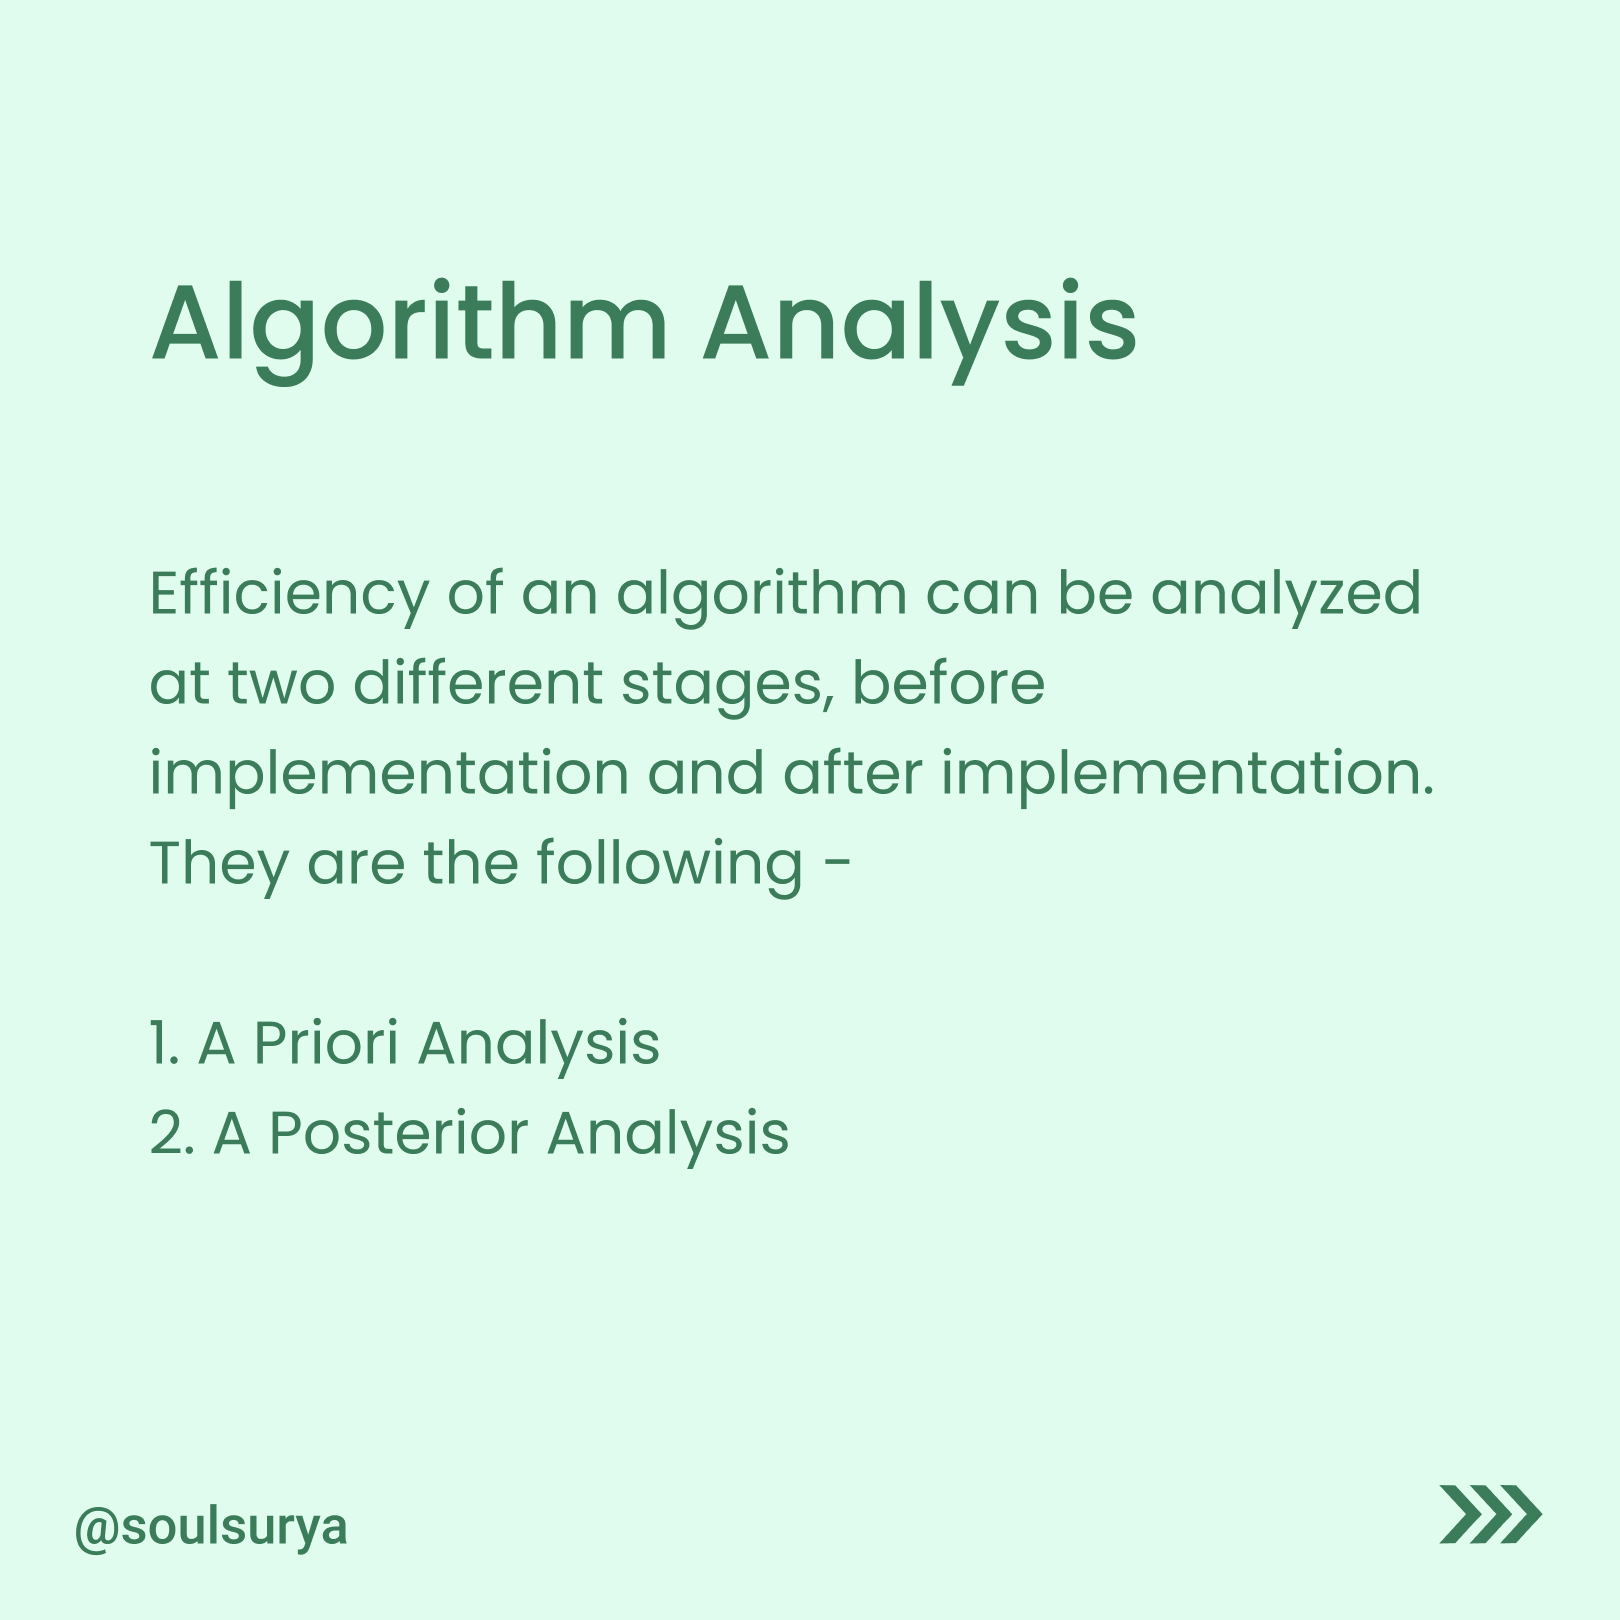 Algorithm Analysis
Efficiency of an algorithm can be analyzed
at two different stages, before
implementation and after implementation.
They are the following -
1. A Priori Analysis
2. A Posterior Analysis
@soulsurya